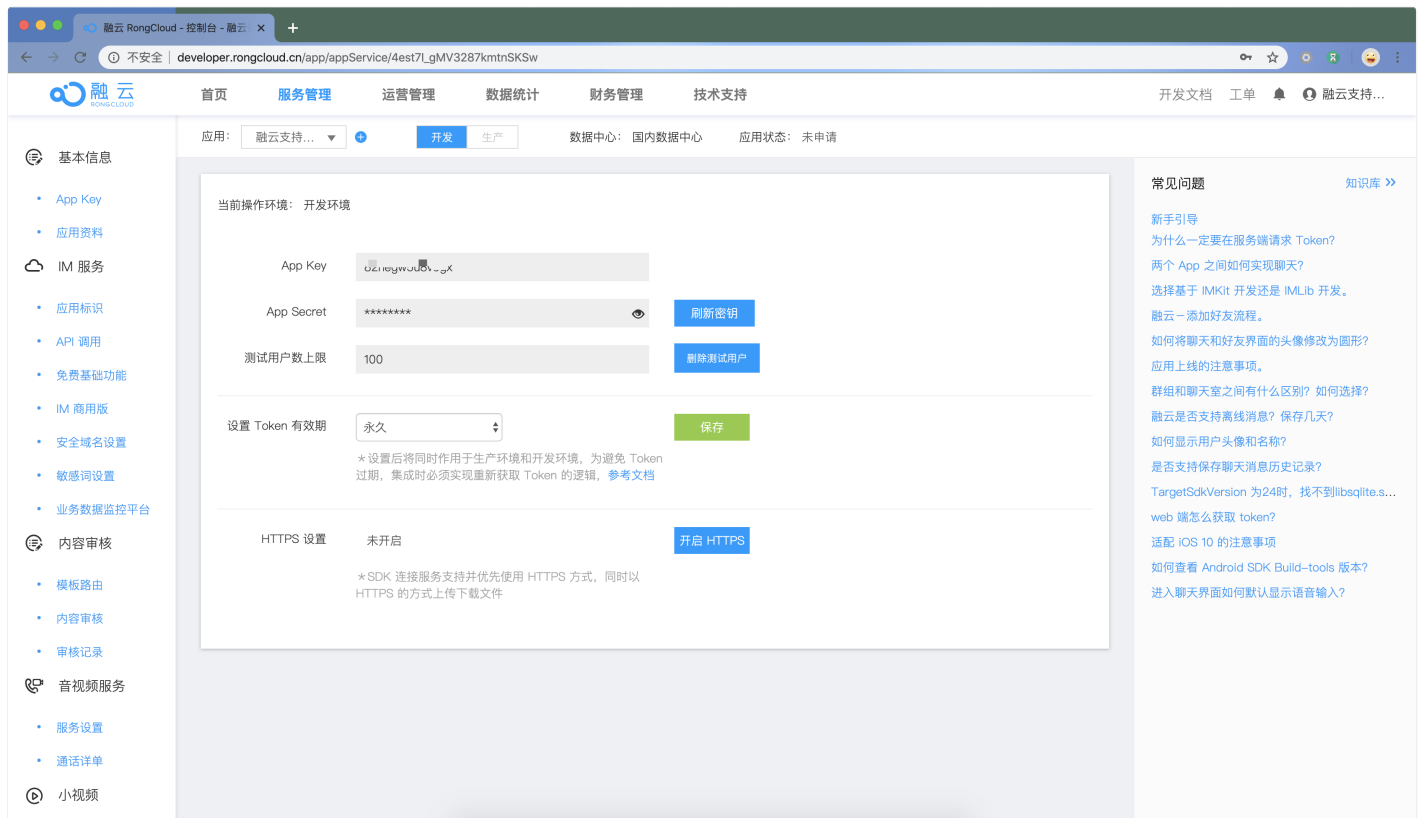 融云 RongCloud - 控制台 - 融云
不安全 developer.rongcloud.cn/app/appService/4est7l_gMV3287kmtnSKSw
融云 RONGCLOUD
首页 服务管理 运营管理 数据统计 财务管理 技术支持 开发文档 工单 融云支持...
应用： 融云支持... 开发 生产 数据中心： 国内数据中心 应用状态： 未申请
基本信息
App Key
应用资料
IM 服务
应用标识
API 调用
免费基础功能
IM 商用版
安全域名设置
敏感词设置
业务数据监控平台
内容审核
模板路由
内容审核
审核记录
音视频服务
服务设置
通话详单
小视频
当前操作环境： 开发环境
App Key
App Secret ******** 刷新密钥
测试用户数上限 100 删除测试用户
设置 Token 有效期 永久 保存
＊设置后将同时作用于生产环境和开发环境，为避免 Token
过期，集成时必须实现重新获取 Token 的逻辑，参考文档
HTTPS 设置 未开启 开启 HTTPS
＊SDK 连接服务支持并优先使用 HTTPS 方式，同时以
HTTPS 的方式上传下载文件
常见问题 知识库
新手引导
为什么一定要在服务端请求 Token?
两个 App 之间如何实现聊天?
选择基于 IMKit 开发还是 IMLib 开发。
融云－添加好友流程。
如何将聊天和好友界面的头像修改为圆形?
应用上线的注意事项。
群组和聊天室之间有什么区别? 如何选择?
融云是否支持离线消息? 保存几天?
如何显示用户头像和名称?
是否支持保存聊天消息历史记录?
TargetSdkVersion 为24时，找不到libsqlite.s...
web 端怎么获取 token?
适配 iOS 10 的注意事项
如何查看 Android SDK Build-tools 版本?
进入聊天界面如何默认显示语音输入?